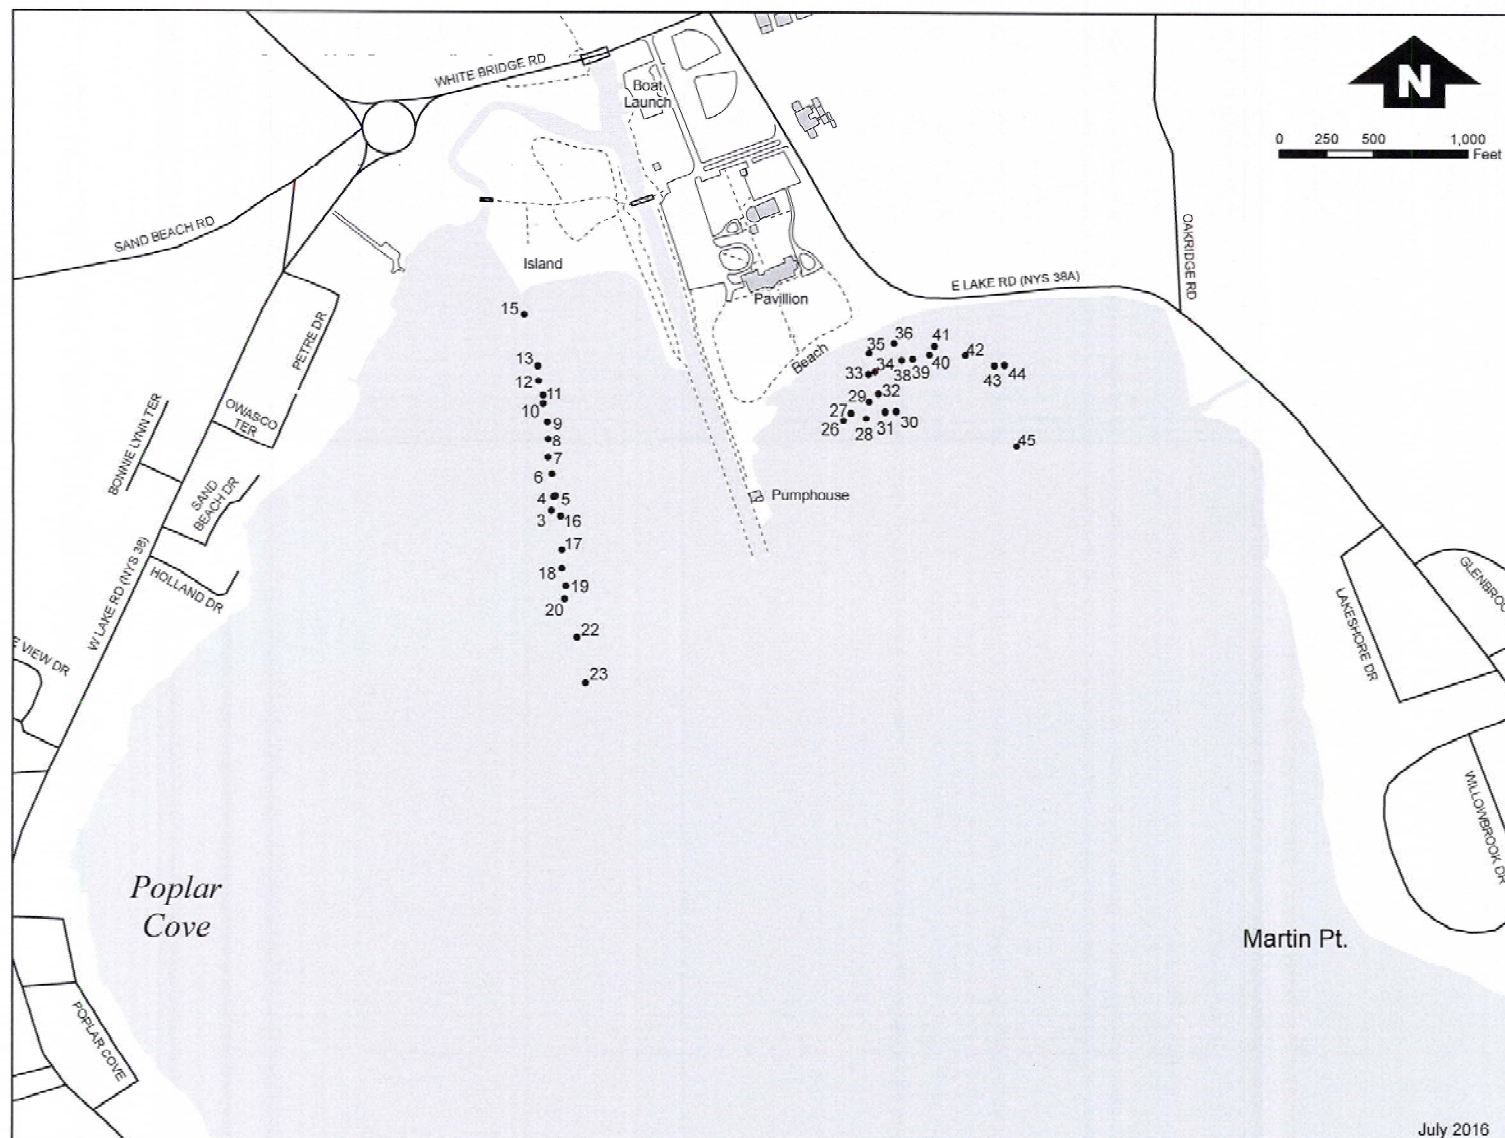 WHITE BRIDGE RD
Boat
Launch
N
0 250 500 1,000
Feet
SAND BEACH RD
OAKRIDGE RD
Island
E LAKE RD (NYS 38A)
Pavillion
PETRE DR
15
13
12
11
10
9
8
7
6
4 5
3 16
17
18
19
20
22
23
Beach
36
35
41
42
34
33
38
39
40
43
44
32
29
27
26
28
31
30
45
OWASCO
TER
BONNIE LYNN TER
SAND
BEACH DR
Pumphouse
W LAKE RD (NYS 38)
HOLLAND DR
GLENBROO
LAKESHORE DR
E VIEW DR
WILLOWBROOK DR
Poplar
Cove
Martin Pt.
POPLAR COVE
July 2016